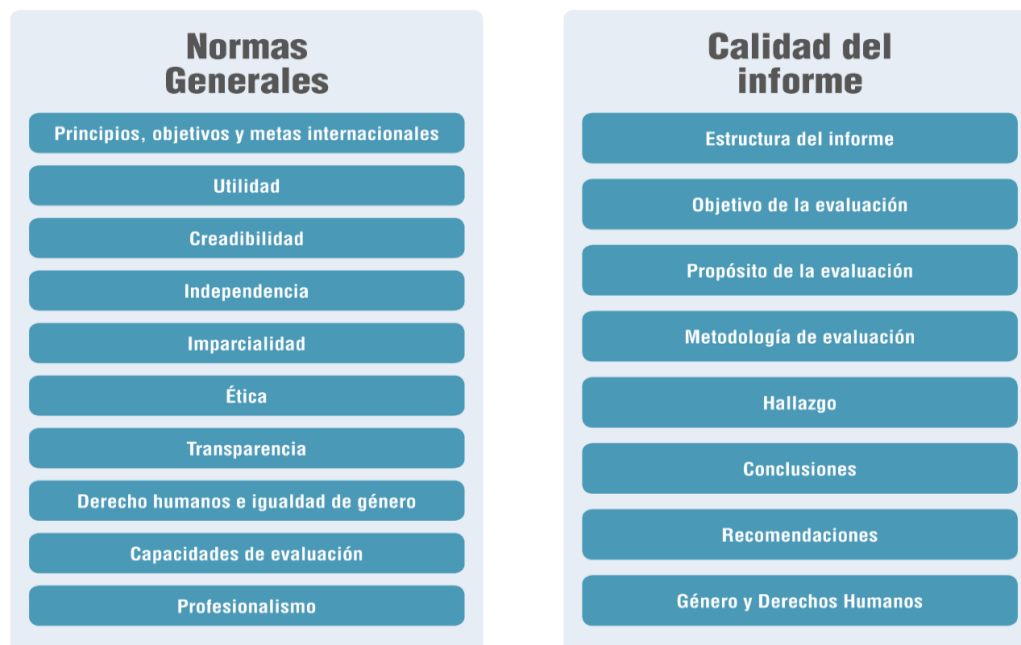 Normas
Generales
Principios, objetivos y metas internacionales
Utilidad
Creadibilidad
Independencia
Imparcialidad
Ética
Transparencia
Derecho humanos e igualdad de género
Capacidades de evaluación
Profesionalismo
Calidad del
informe
Estructura del informe
Objetivo de la evaluación
Propósito de la evaluación
Metodología de evaluación
Hallazgo
Conclusiones
Recomendaciones
Género y Derechos Humanos